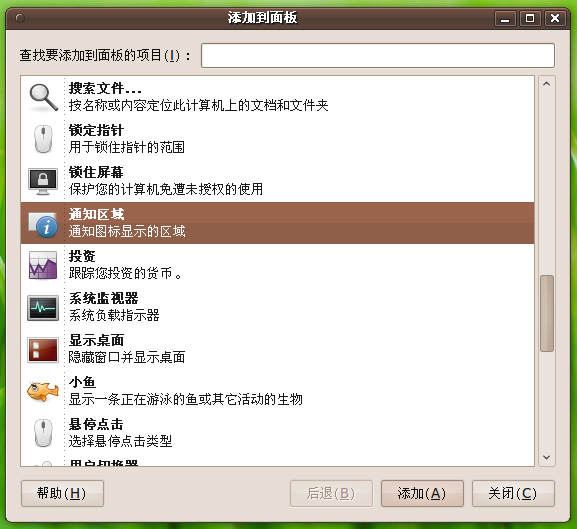 添加到面板
查找要添加到面板的项目(I)：
搜索文件...
按名称或内容定位此计算机上的文档和文件夹
锁定指针
用于锁住指针的范围
锁住屏幕
保护您的计算机免遭未授权的使用
通知区域
通知图标显示的区域
投资
跟踪您投资的货币。
系统监视器
系统负载指示器
显示桌面
隐藏窗口并显示桌面
小鱼
显示一条正在游泳的鱼或其它活动的生物
悬停点击
选择悬停点击类型
用户切换器
帮助(H) 后退(B) 添加(A) 关闭(C)